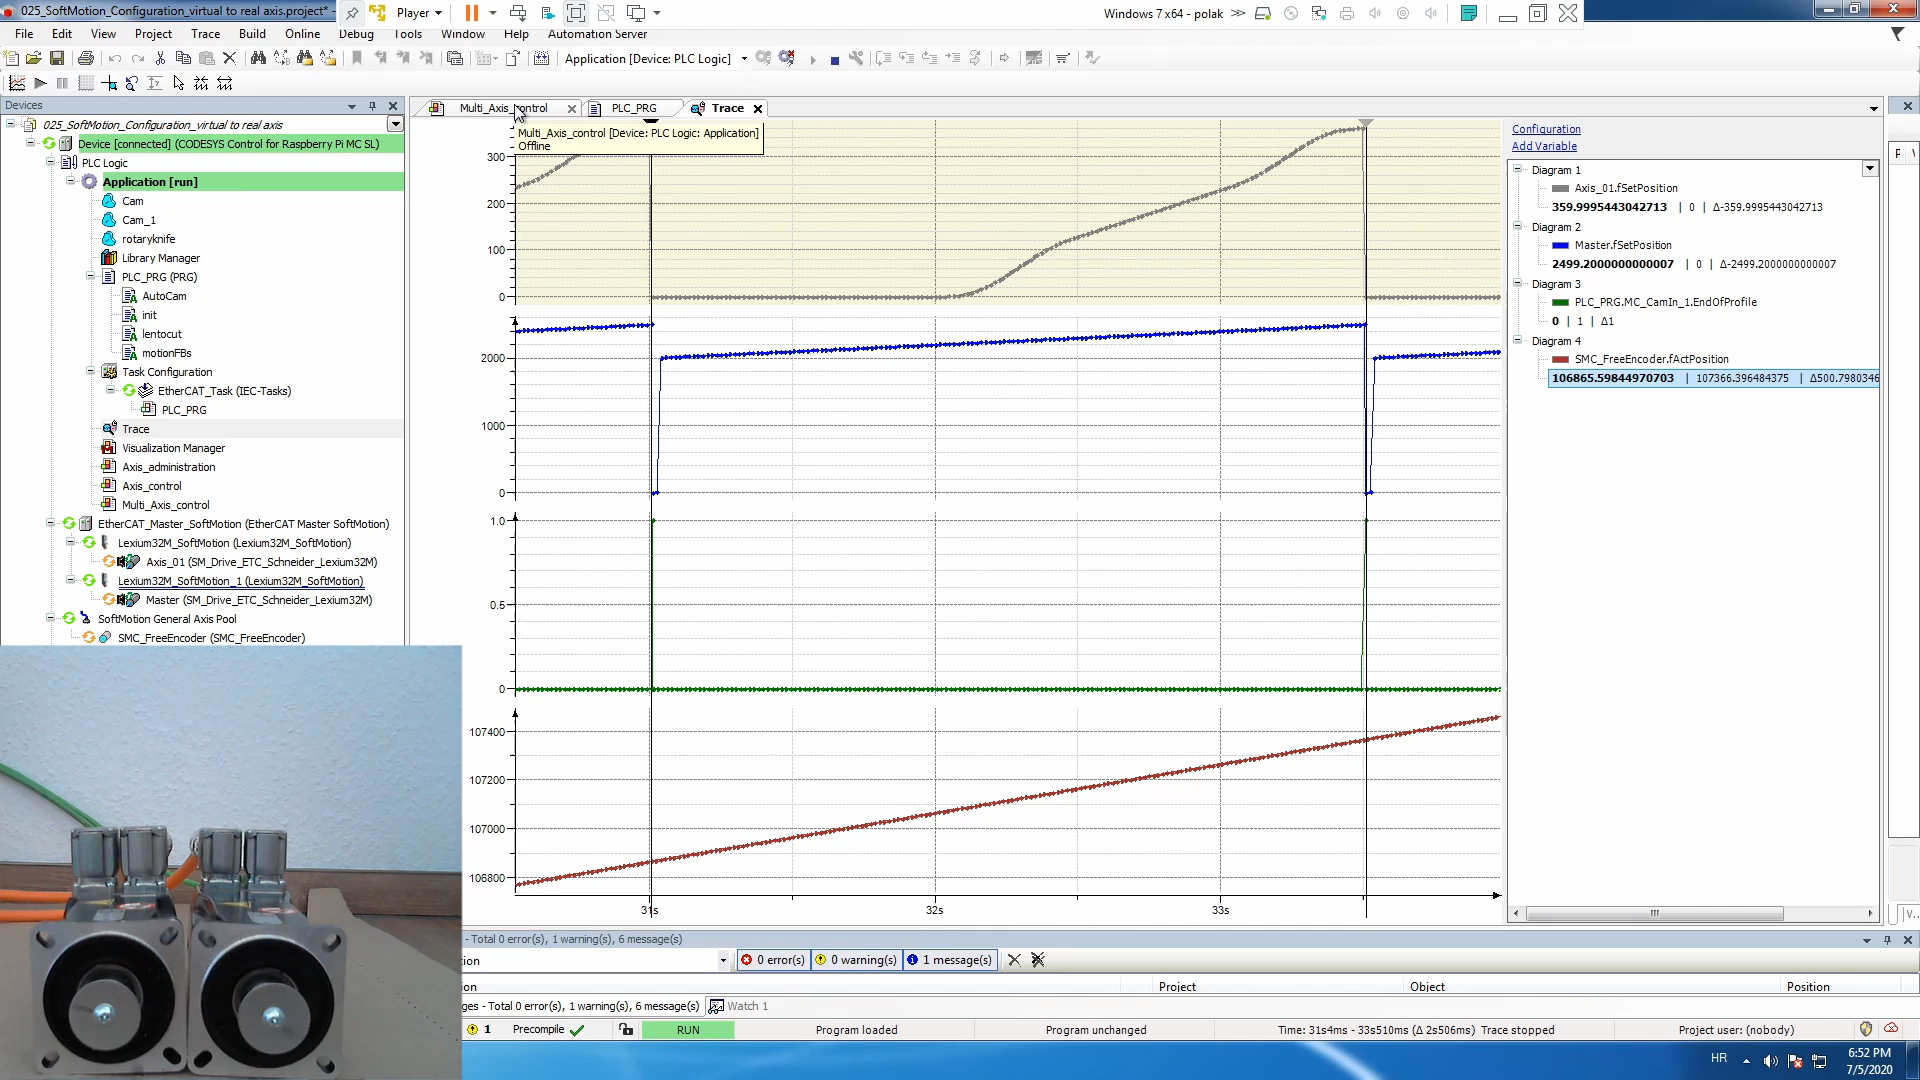 025_SoftMotion_Configuration_virtual to real axis.project*
Player
Windows 7 x64 - polak
File Edit View Project Trace Build Online Debug Tools Window Help Automation Server
Application [Device: PLC Logic]
Devices
Multi_Axis_control PLC_PRG Trace
Multi_Axis_control [Device: PLC Logic: Application]
Offline
025_SoftMotion_Configuration_virtual to real axis
Device [connected] (CODESYS Control for Raspberry Pi MC SL)
PLC Logic
Application [run]
Cam
Cam_1
rotaryknife
Library Manager
PLC_PRG (PRG)
AutoCam
init
lentocut
motionFBs
Task Configuration
EtherCAT_Task (IEC-Tasks)
PLC_PRG
Trace
Visualization Manager
Axis_administration
Axis_control
Multi_Axis_control
EtherCAT_Master_SoftMotion (EtherCAT Master SoftMotion)
Lexium32M_SoftMotion (Lexium32M_SoftMotion)
Axis_01 (SM_Drive_ETC_Schneider_Lexium32M)
Lexium32M_SoftMotion_1 (Lexium32M_SoftMotion)
Master (SM_Drive_ETC_Schneider_Lexium32M)
SoftMotion General Axis Pool
SMC_FreeEncoder (SMC_FreeEncoder)
300
200
100
0
2000
1000
0
1.0
0.5
0
107400
107200
107000
106800
31s 32s 33s
Configuration
Add Variable
Diagram 1
Axis_01.fSetPosition
359.9995443042713 | 0 | Δ-359.9995443042713
Diagram 2
Master.fSetPosition
2499.2000000000007 | 0 | Δ-2499.2000000000007
Diagram 3
PLC_PRG.MC_CamIn_1.EndOfProfile
0 | 1 | Δ1
Diagram 4
SMC_FreeEncoder.fActPosition
106865.59844970703 | 107366.396484375 | Δ500.7980346
P
V...
- Total 0 error(s), 1 warning(s), 6 message(s)
tion
0 error(s) 0 warning(s) 1 message(s)
ion Project Object Position
ges - Total 0 error(s), 1 warning(s), 6 message(s) Watch 1
1 Precompile RUN Program loaded Program unchanged Time: 31s4ms - 33s510ms (Δ 2s506ms) Trace stopped Project user: (nobody)
HR
6:52 PM
7/5/2020